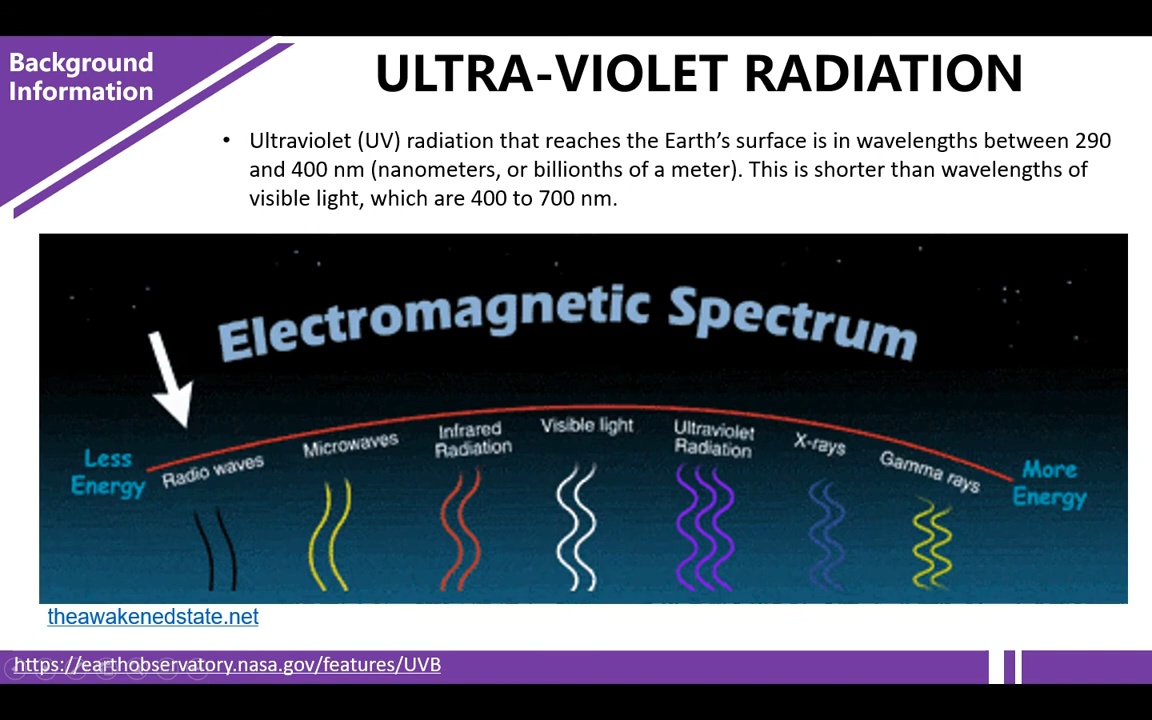 Background
Information
ULTRA-VIOLET RADIATION
• Ultraviolet (UV) radiation that reaches the Earth’s surface is in wavelengths between 290
and 400 nm (nanometers, or billionths of a meter). This is shorter than wavelengths of
visible light, which are 400 to 700 nm.
Electromagnetic Spectrum
Less
Energy
Radio waves
Microwaves
Infrared
Radiation
Visible light
Ultraviolet
Radiation
X-rays
Gamma rays
More
Energy
theawakenedstate.net
https://earthobservatory.nasa.gov/features/UVB